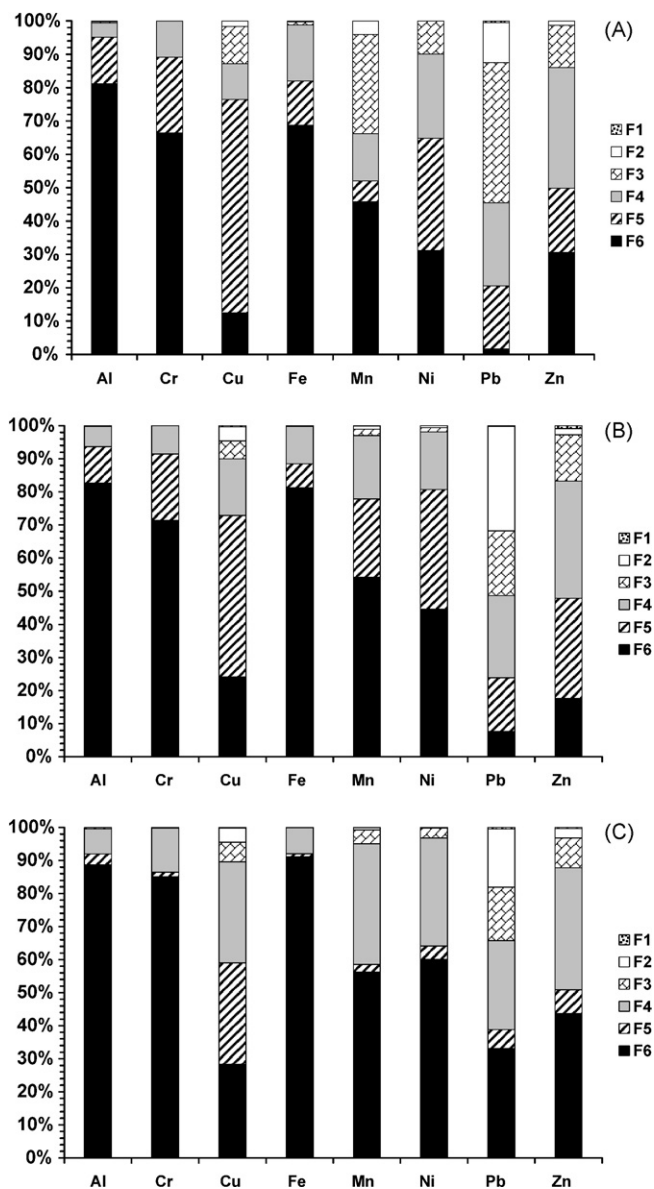 (A)
100%
90%
80%
70%
60%
50%
40%
30%
20%
10%
0%
F1
F2
F3
F4
F5
F6
Al Cr Cu Fe Mn Ni Pb Zn
(B)
100%
90%
80%
70%
60%
50%
40%
30%
20%
10%
0%
F1
F2
F3
F4
F5
F6
Al Cr Cu Fe Mn Ni Pb Zn
(C)
100%
90%
80%
70%
60%
50%
40%
30%
20%
10%
0%
F1
F2
F3
F4
F5
F6
Al Cr Cu Fe Mn Ni Pb Zn